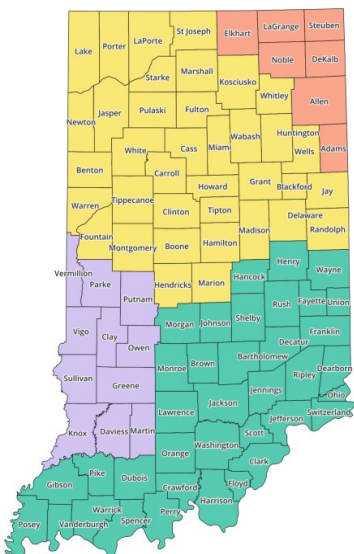 Lake
Porter
LaPorte
St Joseph
Elkhart
LaGrange
Steuben
Noble
DeKalb
Starke
Marshall
Kosciusko
Whitley
Allen
Newton
Jasper
Pulaski
Fulton
Wabash
Huntington
Wells
Adams
White
Cass
Miami
Benton
Carroll
Howard
Grant
Blackford
Jay
Warren
Tippecanoe
Clinton
Tipton
Madison
Delaware
Randolph
Fountain
Montgomery
Boone
Hamilton
Henry
Wayne
Vermillion
Parke
Putnam
Hendricks
Marion
Hancock
Rush
Fayette
Union
Morgan
Johnson
Shelby
Franklin
Vigo
Clay
Owen
Monroe
Brown
Bartholomew
Decatur
Ripley
Dearborn
Sullivan
Greene
Jackson
Jennings
Ohio
Switzerland
Jefferson
Lawrence
Knox
Daviess
Martin
Orange
Washington
Scott
Clark
Gibson
Pike
Dubois
Crawford
Floyd
Harrison
Posey
Vanderburgh
Warrick
Spencer
Perry